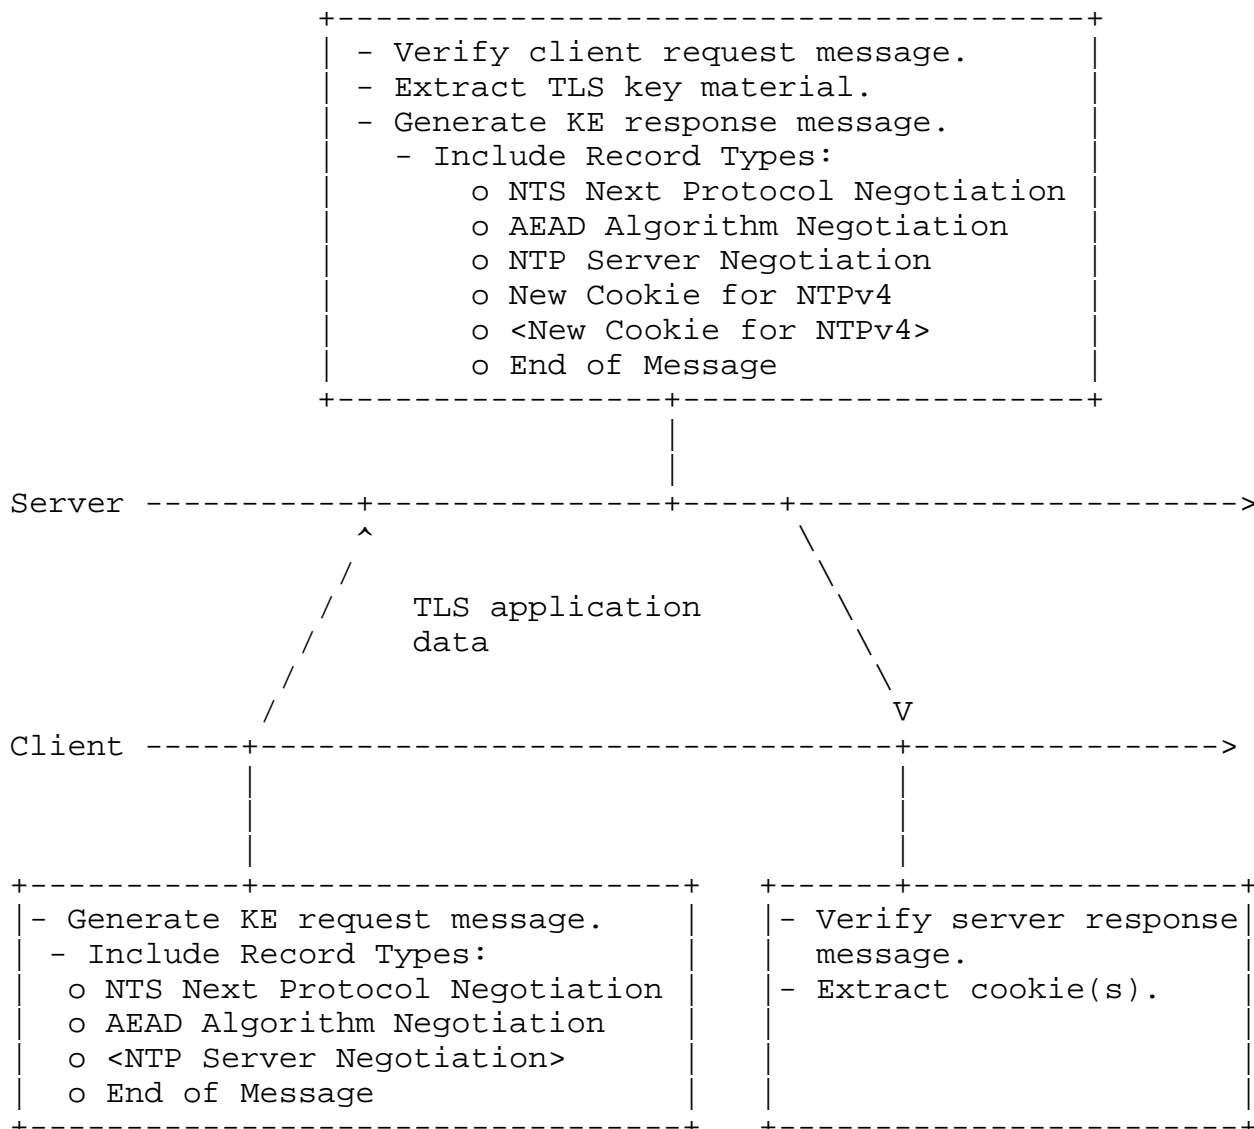 - Verify client request message.
- Extract TLS key material.
- Generate KE response message.
- Include Record Types:
o NTS Next Protocol Negotiation
o AEAD Algorithm Negotiation
o NTP Server Negotiation
o New Cookie for NTPv4
o <New Cookie for NTPv4>
o End of Message
Server
TLS application
data
Client
- Generate KE request message.
- Include Record Types:
o NTS Next Protocol Negotiation
o AEAD Algorithm Negotiation
o <NTP Server Negotiation>
o End of Message
- Verify server response
message.
- Extract cookie(s).